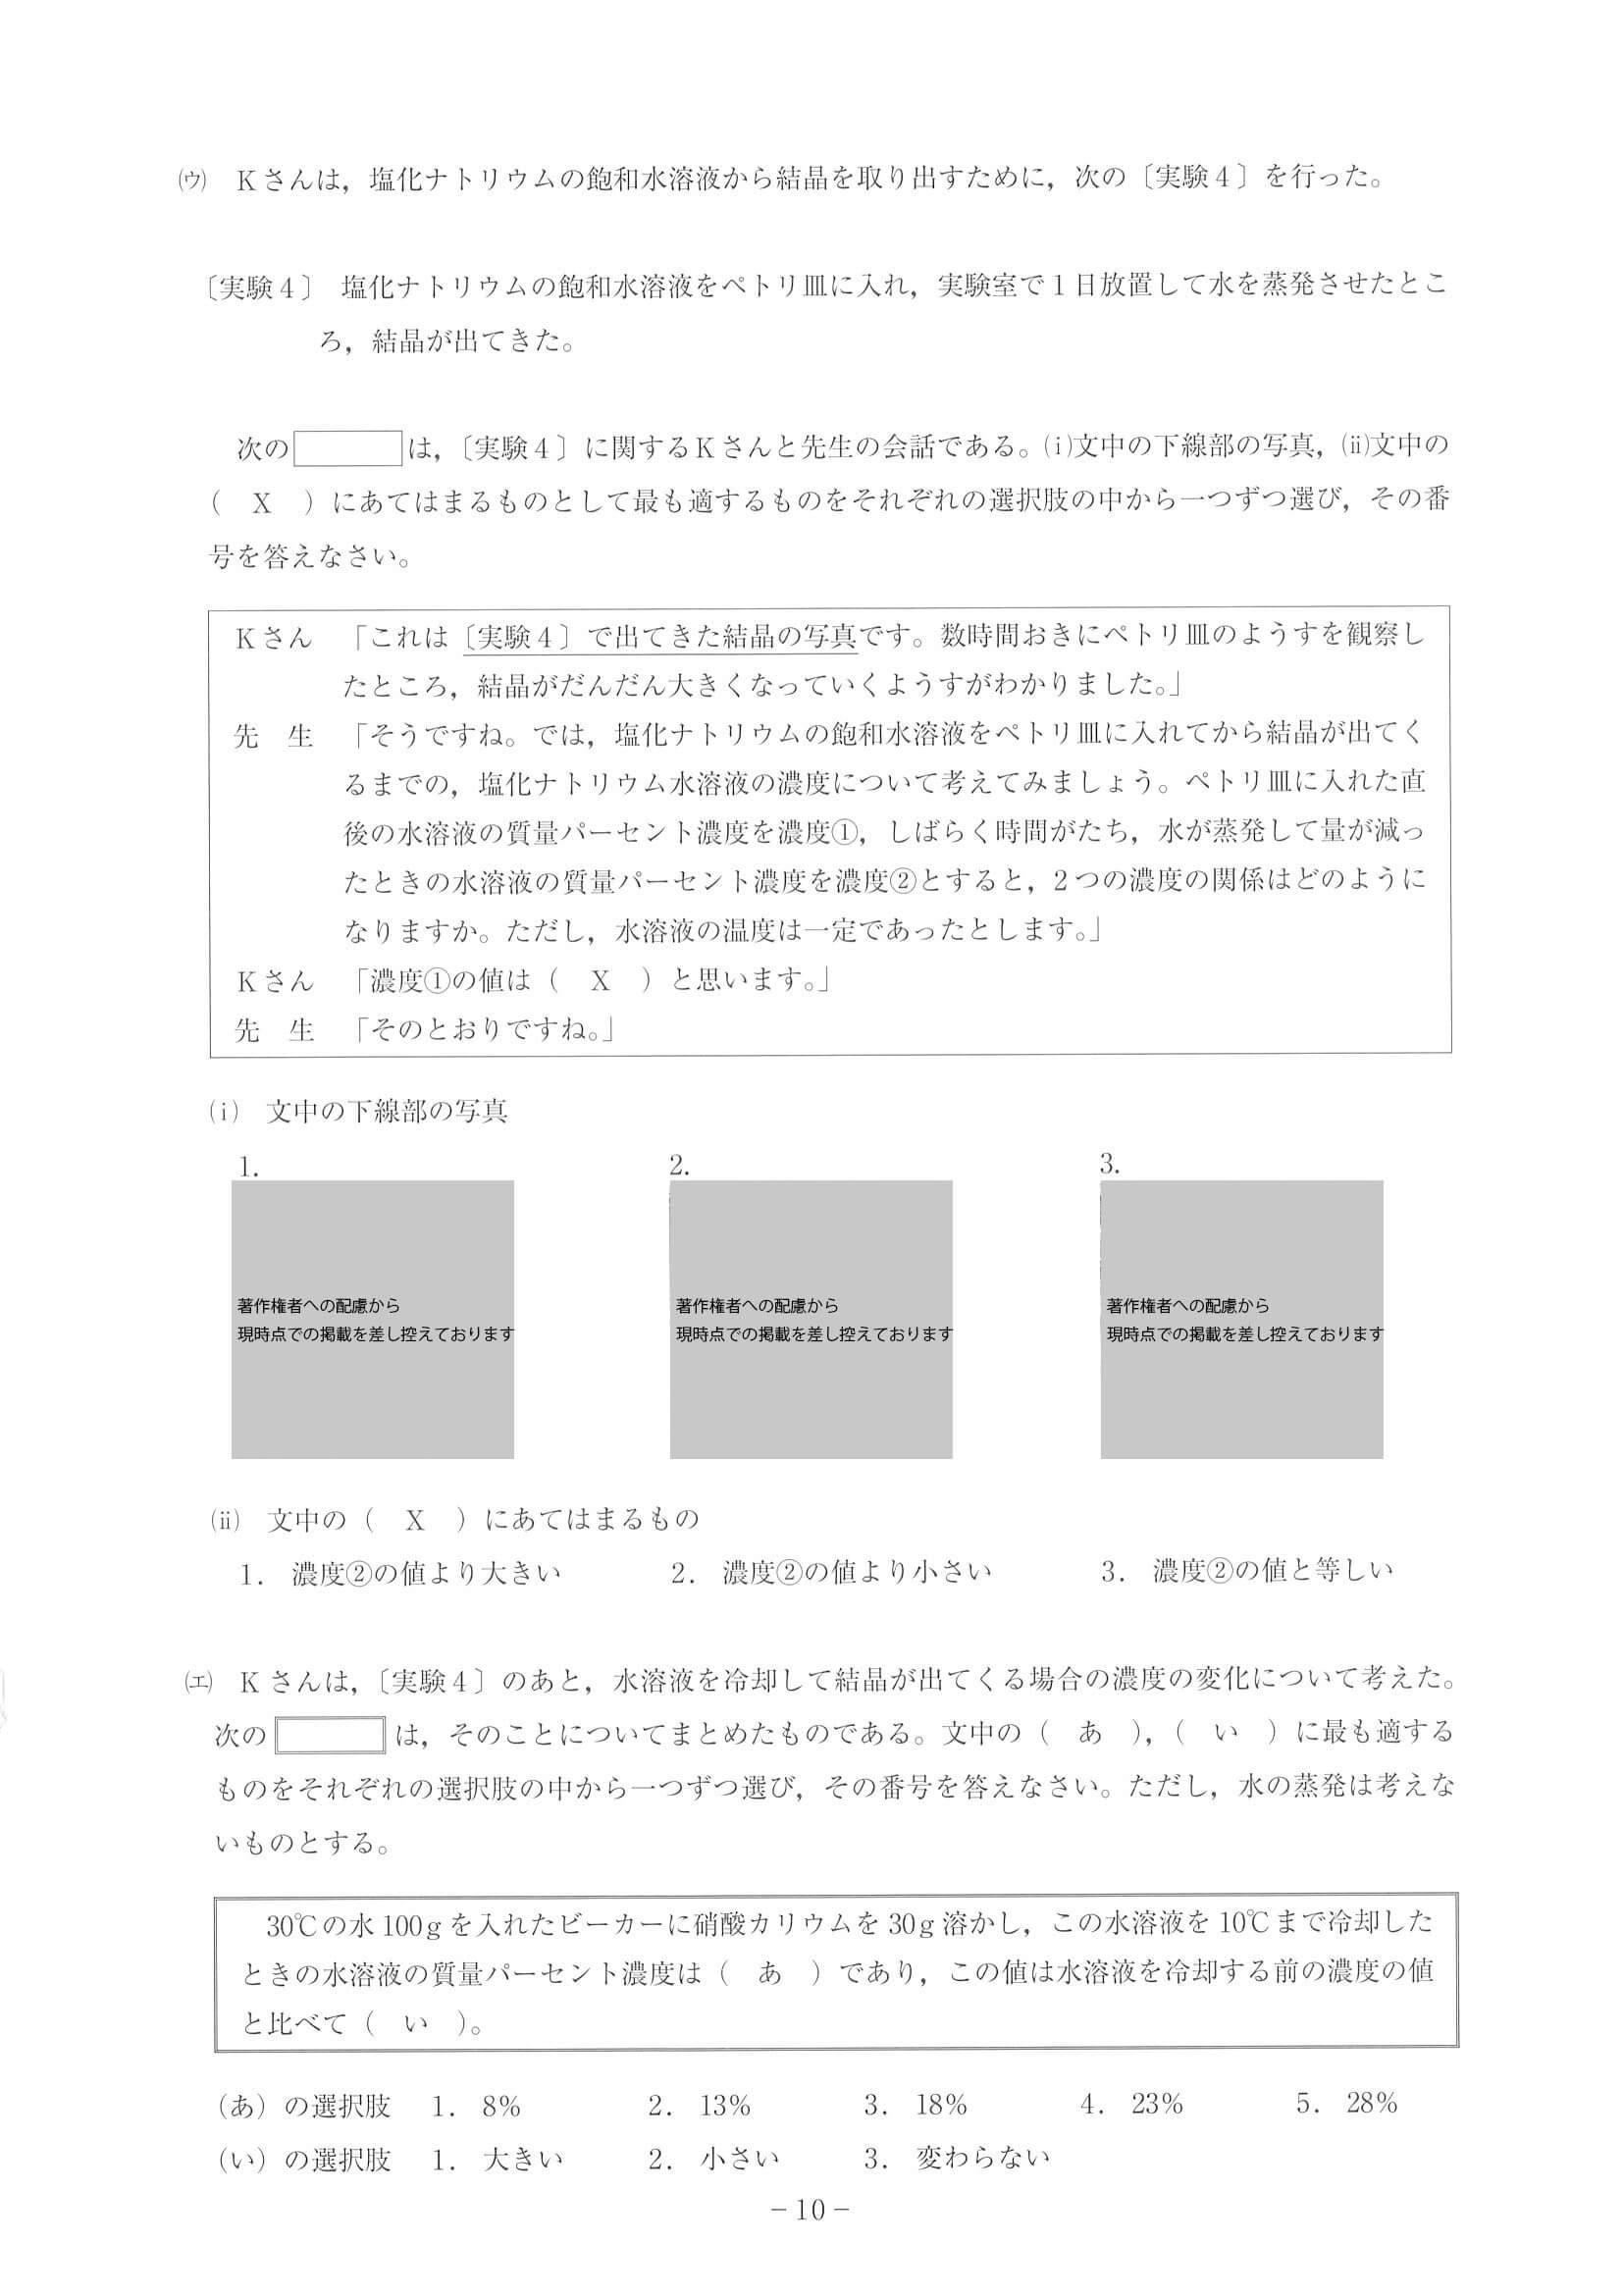 (ウ) Kさんは，塩化ナトリウムの飽和水溶液から結晶を取り出すために，次の〔実験４〕を行った。
〔実験４〕 塩化ナトリウムの飽和水溶液をペトリ皿に入れ，実験室で１日放置して水を蒸発させたとこ
ろ，結晶が出てきた。
次の　　　　は，〔実験４〕に関するＫさんと先生の会話である。(i)文中の下線部の写真，(ii)文中の
（　Ｘ　）にあてはまるものとして最も適するものをそれぞれの選択肢の中から一つずつ選び，その番
号を答えなさい。
Ｋさん 「これは〔実験４〕で出てきた結晶の写真です。数時間おきにペトリ皿のようすを観察し
たところ，結晶がだんだん大きくなっていくようすがわかりました。」
先　生 「そうですね。では，塩化ナトリウムの飽和水溶液をペトリ皿に入れてから結晶が出てく
るまでの，塩化ナトリウム水溶液の濃度について考えてみましょう。ペトリ皿に入れた直
後の水溶液の質量パーセント濃度を濃度①，しばらく時間がたち，水が蒸発して量が減っ
たときの水溶液の質量パーセント濃度を濃度②とすると，２つの濃度の関係はどのように
なりますか。ただし，水溶液の温度は一定であったとします。」
Ｋさん 「濃度①の値は（　Ｘ　）と思います。」
先　生 「そのとおりですね。」
(i) 文中の下線部の写真
1. 2. 3.
著作権者への配慮から
現時点での掲載を差し控えております
著作権者への配慮から
現時点での掲載を差し控えております
著作権者への配慮から
現時点での掲載を差し控えております
(ii) 文中の（　Ｘ　）にあてはまるもの
1. 濃度②の値より大きい 2. 濃度②の値より小さい 3. 濃度②の値と等しい
(エ) Ｋさんは，〔実験４〕のあと，水溶液を冷却して結晶が出てくる場合の濃度の変化について考えた。
次の　　　　は，そのことについてまとめたものである。文中の（　あ　），（　い　）に最も適する
ものをそれぞれの選択肢の中から一つずつ選び，その番号を答えなさい。ただし，水の蒸発は考えな
いものとする。
30℃の水100gを入れたビーカーに硝酸カリウムを30g溶かし，この水溶液を10℃まで冷却した
ときの水溶液の質量パーセント濃度は（　あ　）であり，この値は水溶液を冷却する前の濃度の値
と比べて（　い　）。
（あ）の選択肢 1. 8% 2. 13% 3. 18% 4. 23% 5. 28%
（い）の選択肢 1. 大きい 2. 小さい 3. 変わらない
－10－